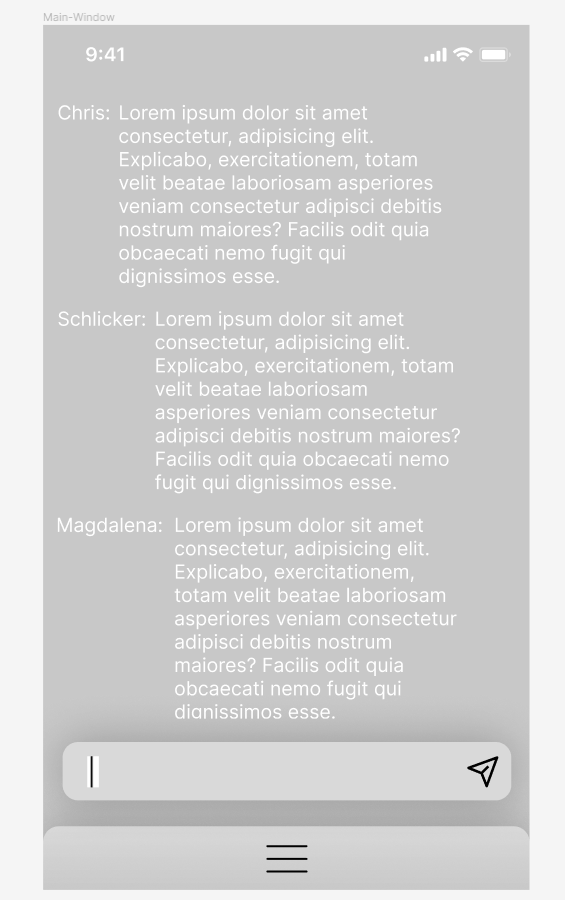 Main-Window
9:41
Chris: Lorem ipsum dolor sit amet
consectetur, adipisicing elit.
Explicabo, exercitationem, totam
velit beatae laboriosam asperiores
veniam consectetur adipisci debitis
nostrum maiores? Facilis odit quia
obcaecati nemo fugit qui
dignissimos esse.
Schlicker: Lorem ipsum dolor sit amet
consectetur, adipisicing elit.
Explicabo, exercitationem, totam
velit beatae laboriosam
asperiores veniam consectetur
adipisci debitis nostrum maiores?
Facilis odit quia obcaecati nemo
fugit qui dignissimos esse.
Magdalena: Lorem ipsum dolor sit amet
consectetur, adipisicing elit.
Explicabo, exercitationem,
totam velit beatae laboriosam
asperiores veniam consectetur
adipisci debitis nostrum
maiores? Facilis odit quia
obcaecati nemo fugit qui
dignissimos esse.